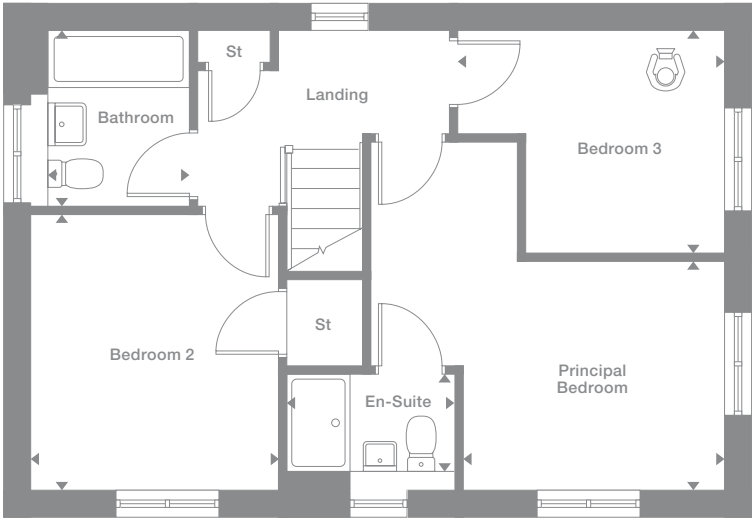 St
Landing
Bathroom
Bedroom 3
Bedroom 2
St
Principal
Bedroom
En-Suite